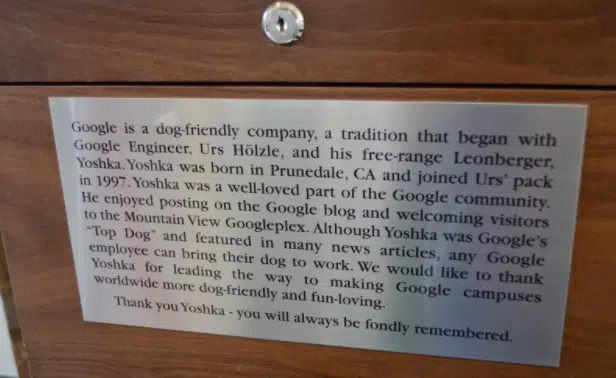 Google is a dog-friendly company, a tradition that began with
Google Engineer, Urs Hölzle, and his free-range Leonberger,
Yoshka. Yoshka was born in Prunedale, CA and joined Urs' pack
in 1997. Yoshka was a well-loved part of the Google community.
He enjoyed posting on the Google blog and welcoming visitors
to the Mountain View Googleplex. Although Yoshka was Google's
"Top Dog" and featured in many news articles, any Google
employee can bring their dog to work. We would like to thank
Yoshka for leading the way to making Google campuses
worldwide more dog-friendly and fun-loving.
Thank you Yoshka - you will always be fondly remembered.